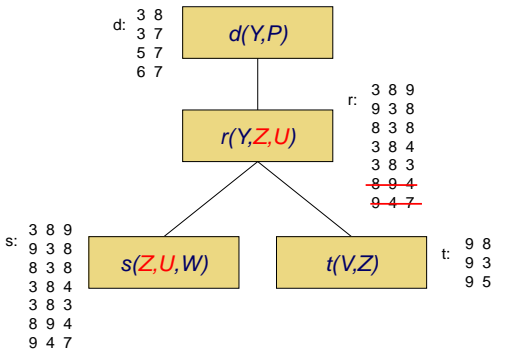 d:
3 8
3 7
5 7
6 7
d(Y,P)
r(Y,Z,U)
r:
3 8 9
9 3 8
8 3 8
3 8 4
3 8 3
8 9 4
9 4 7
s:
3 8 9
9 3 8
8 3 8
3 8 4
3 8 3
8 9 4
9 4 7
s(Z,U,W)
t(V,Z)
t:
9 8
9 3
9 5